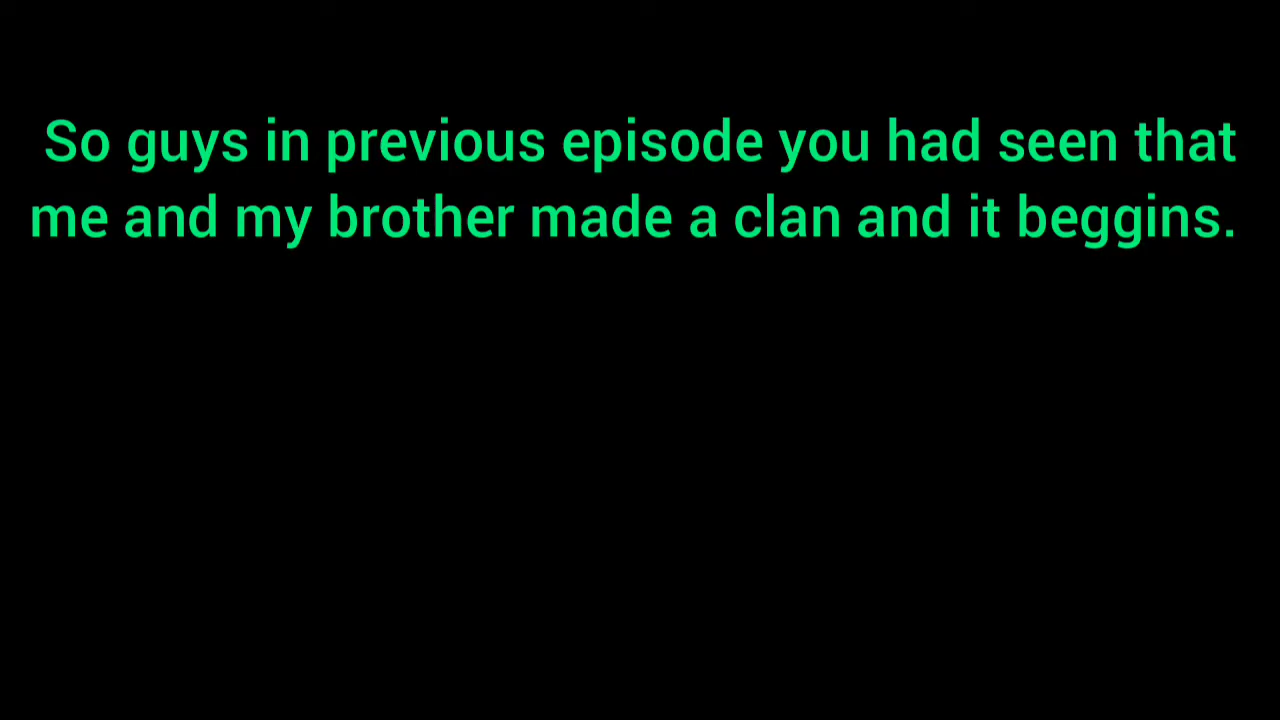 So guys in previous episode you had seen that
me and my brother made a clan and it beggins.